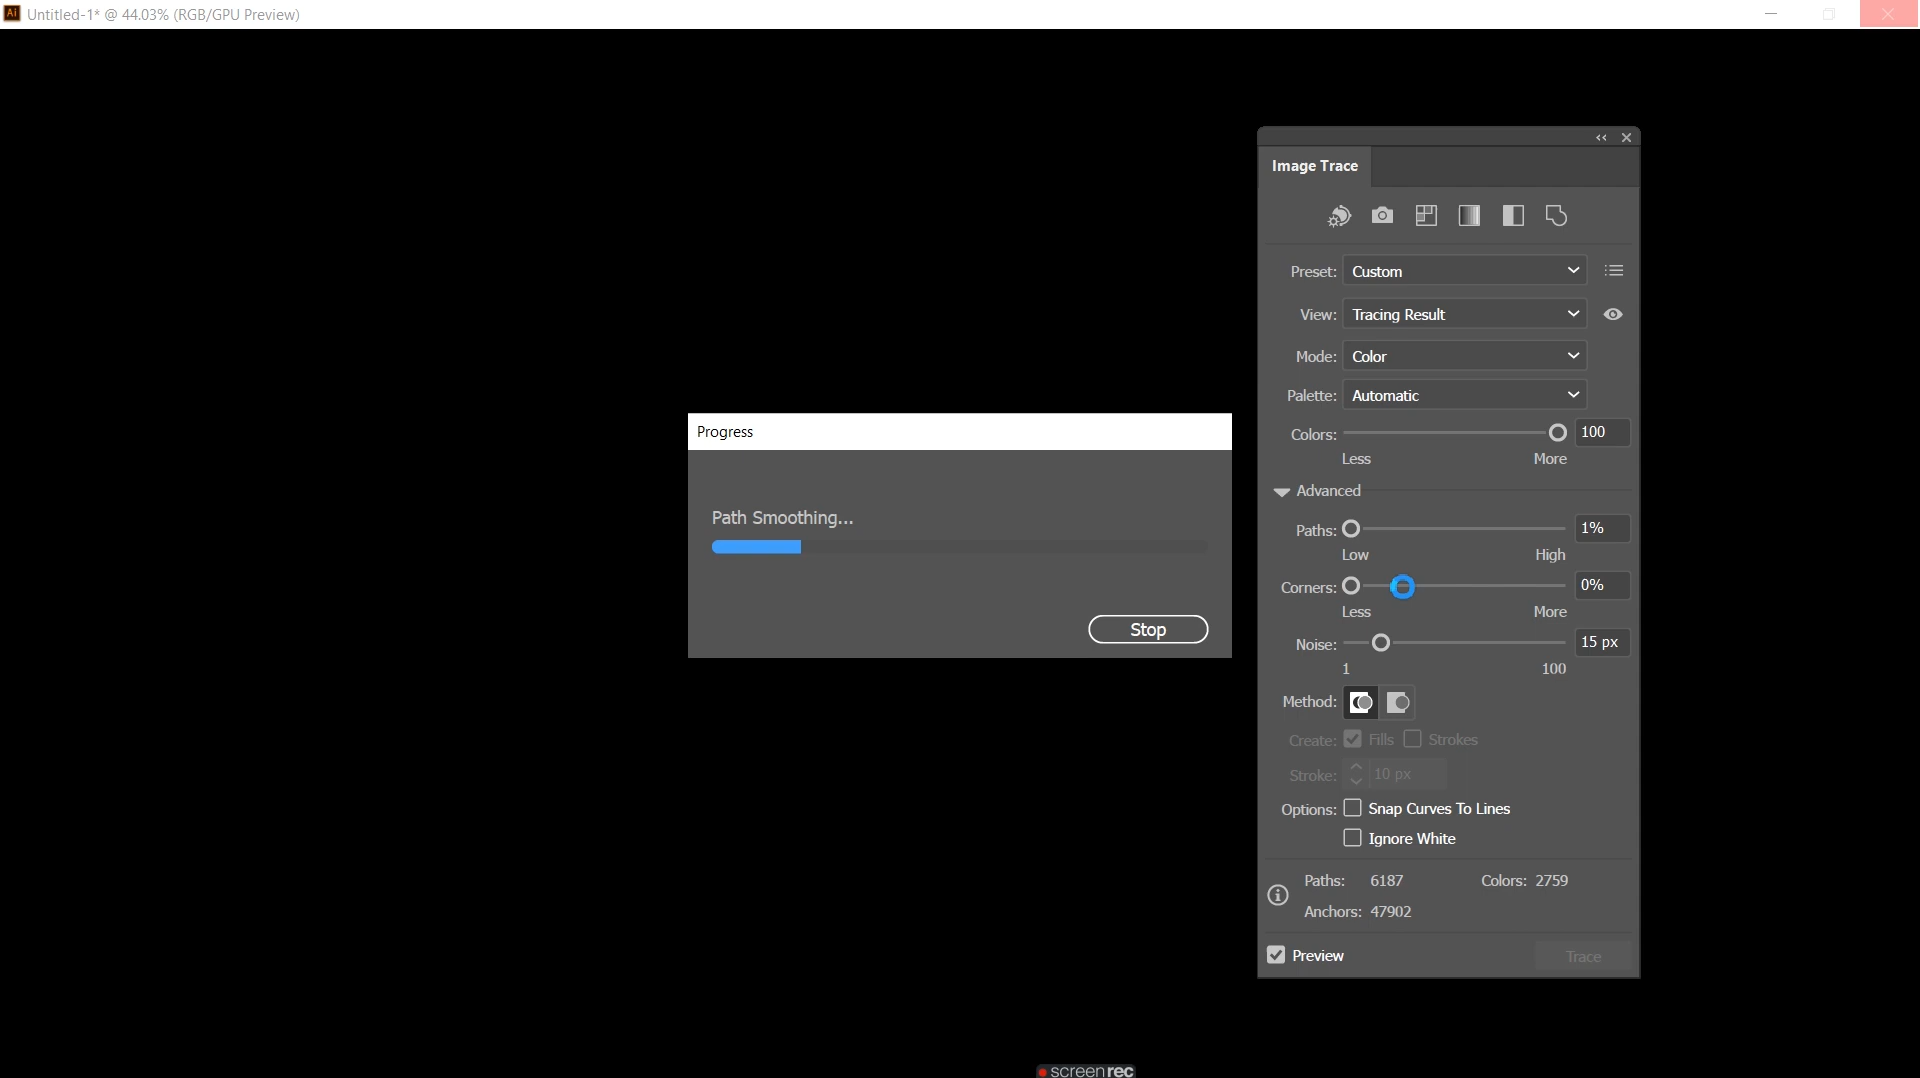 Ai Untitled-1* @ 44.03% (RGB/GPU Preview)
Image Trace
Preset: Custom
View: Tracing Result
Mode: Color
Palette: Automatic
Colors: 100
Less More
Advanced
Paths: 1%
Low High
Corners: 0%
Less More
Noise: 15 px
1 100
Method:
Create: Fills Strokes
Stroke: 10 px
Options: Snap Curves To Lines
Ignore White
Paths: 6187 Colors: 2759
Anchors: 47902
Preview Trace
Progress
Path Smoothing...
Stop
screenrec